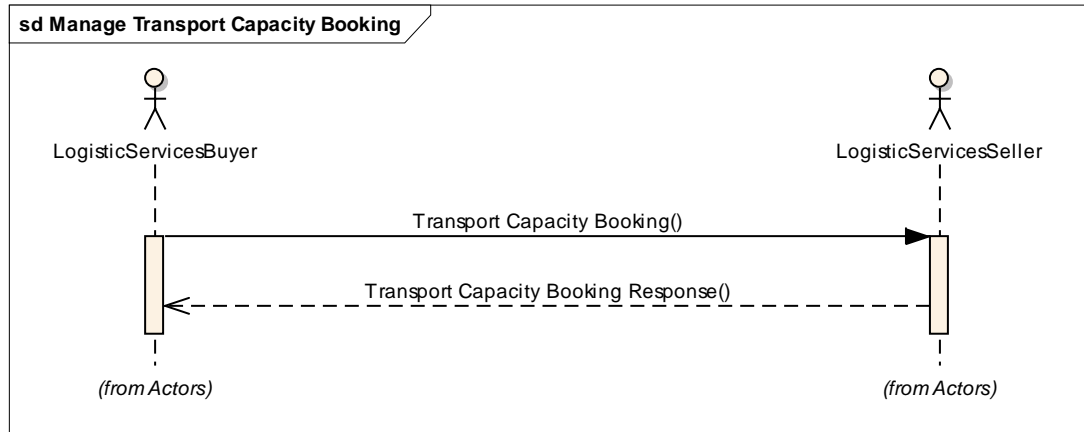 sd Manage Transport Capacity Booking
LogisticServicesBuyer
LogisticServicesSeller
Transport Capacity Booking()
Transport Capacity Booking Response()
(from Actors)
(from Actors)